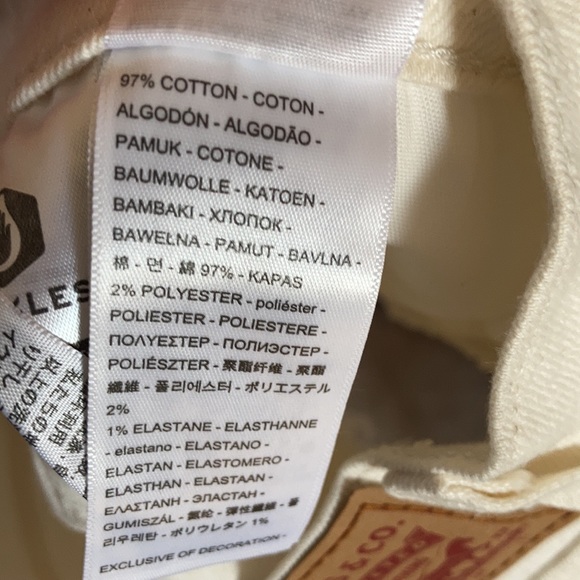 97% COTTON - COTON -
ALGODÓN - ALGODÃO -
PAMUK - COTONE -
BAUMWOLLE - KATOEN -
BAMBAKI - ХЛОПОК -
BAWEŁNA - PAMUT - BAVLNA -
棉 - 면 - 綿 97% - KAPAS
2% POLYESTER - poliéster -
POLIESTER - POLIESTERE -
ΠΟΛΥΕΣΤΕΡ - ПОЛИЭСТЕР -
POLIÉSZTER - 聚酯纤维 - 聚酯
纖維 - 폴리에스터 - ポリエステル
2%
1% ELASTANE - ELASTHANNE
- elastano - ELASTANO -
ELASTAN - ELASTOMERO -
ELASTHAN - ELASTAAN -
ΕΛΑΣΤΑΝΗ - ЭЛАСТАН -
GUMISZÁL - 氨纶 - 彈性纖維 - 폴
리우레탄 - ポリウレタン 1%
EXCLUSIVE OF DECORATION -
& CO.